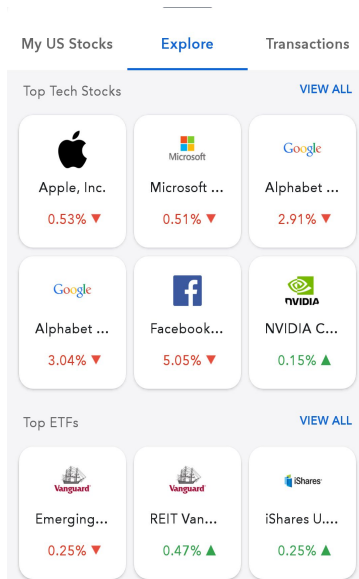 My US Stocks Explore Transactions
Top Tech Stocks VIEW ALL
Microsoft Google
Apple, Inc. Microsoft ... Alphabet ...
0.53% ▼ 0.51% ▼ 2.91% ▼
Google NVIDIA
Alphabet ... Facebook... NVIDIA C...
3.04% ▼ 5.05% ▼ 0.15% ▲
Top ETFs VIEW ALL
Vanguard Vanguard iShares
Emerging... REIT Van... iShares U....
0.25% ▼ 0.47% ▲ 0.25% ▲